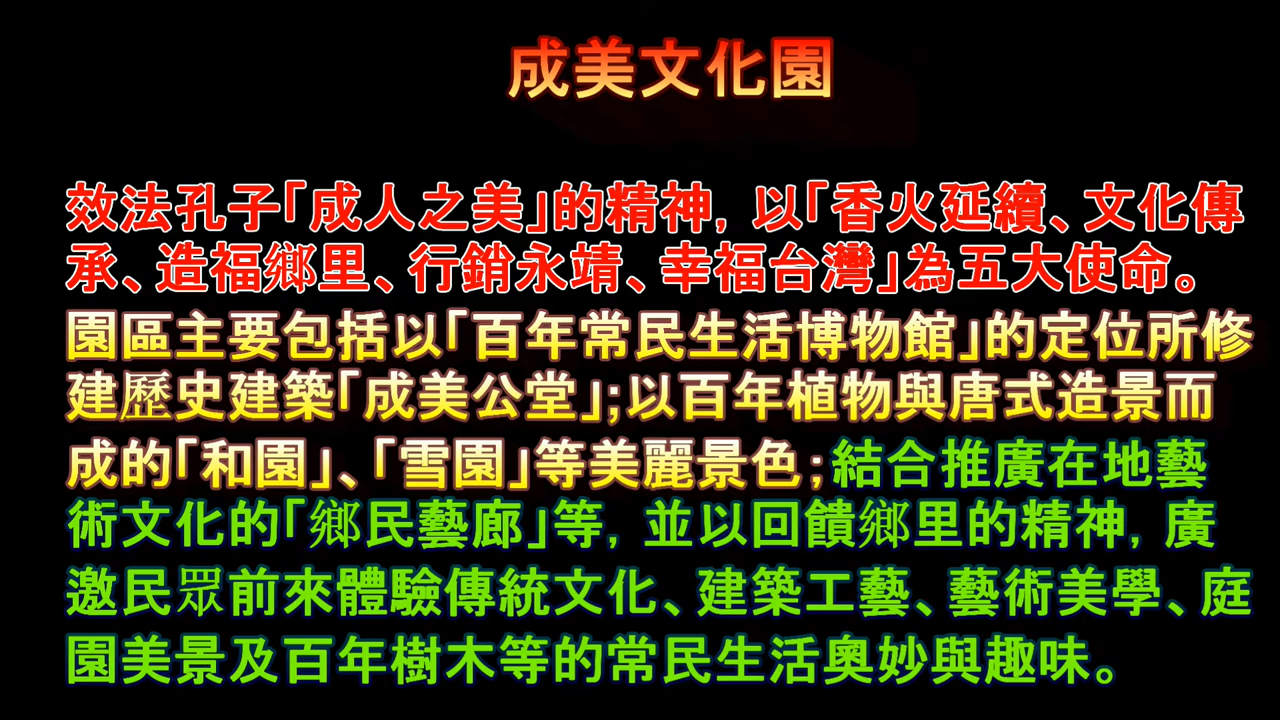 成美文化園
效法孔子「成人之美」的精神, 以「香火延續、文化傳
承、造福鄉里、行銷永靖、幸福台灣」為五大使命。
園區主要包括以「百年常民生活博物館」的定位所修
建歷史建築「成美公堂」;以百年植物與唐式造景而
成的「和園」、「雪園」等美麗景色;結合推廣在地藝
術文化的「鄉民藝廊」等, 並以回饋鄉里的精神, 廣
邀民眾前來體驗傳統文化、建築工藝、藝術美學、庭
園美景及百年樹木等的常民生活奧妙與趣味。